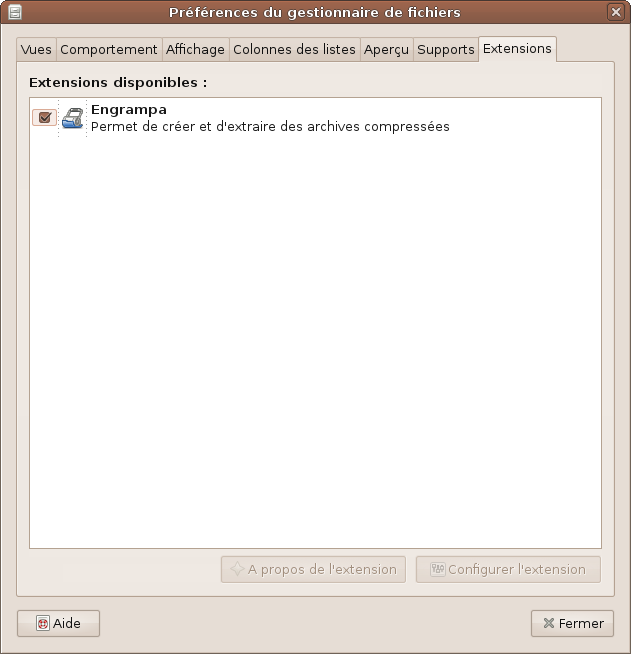 Préférences du gestionnaire de fichiers
Vues Comportement Affichage Colonnes des listes Aperçu Supports Extensions
Extensions disponibles :
Engrampa
Permet de créer et d'extraire des archives compressées
A propos de l'extension Configurer l'extension
Aide Fermer